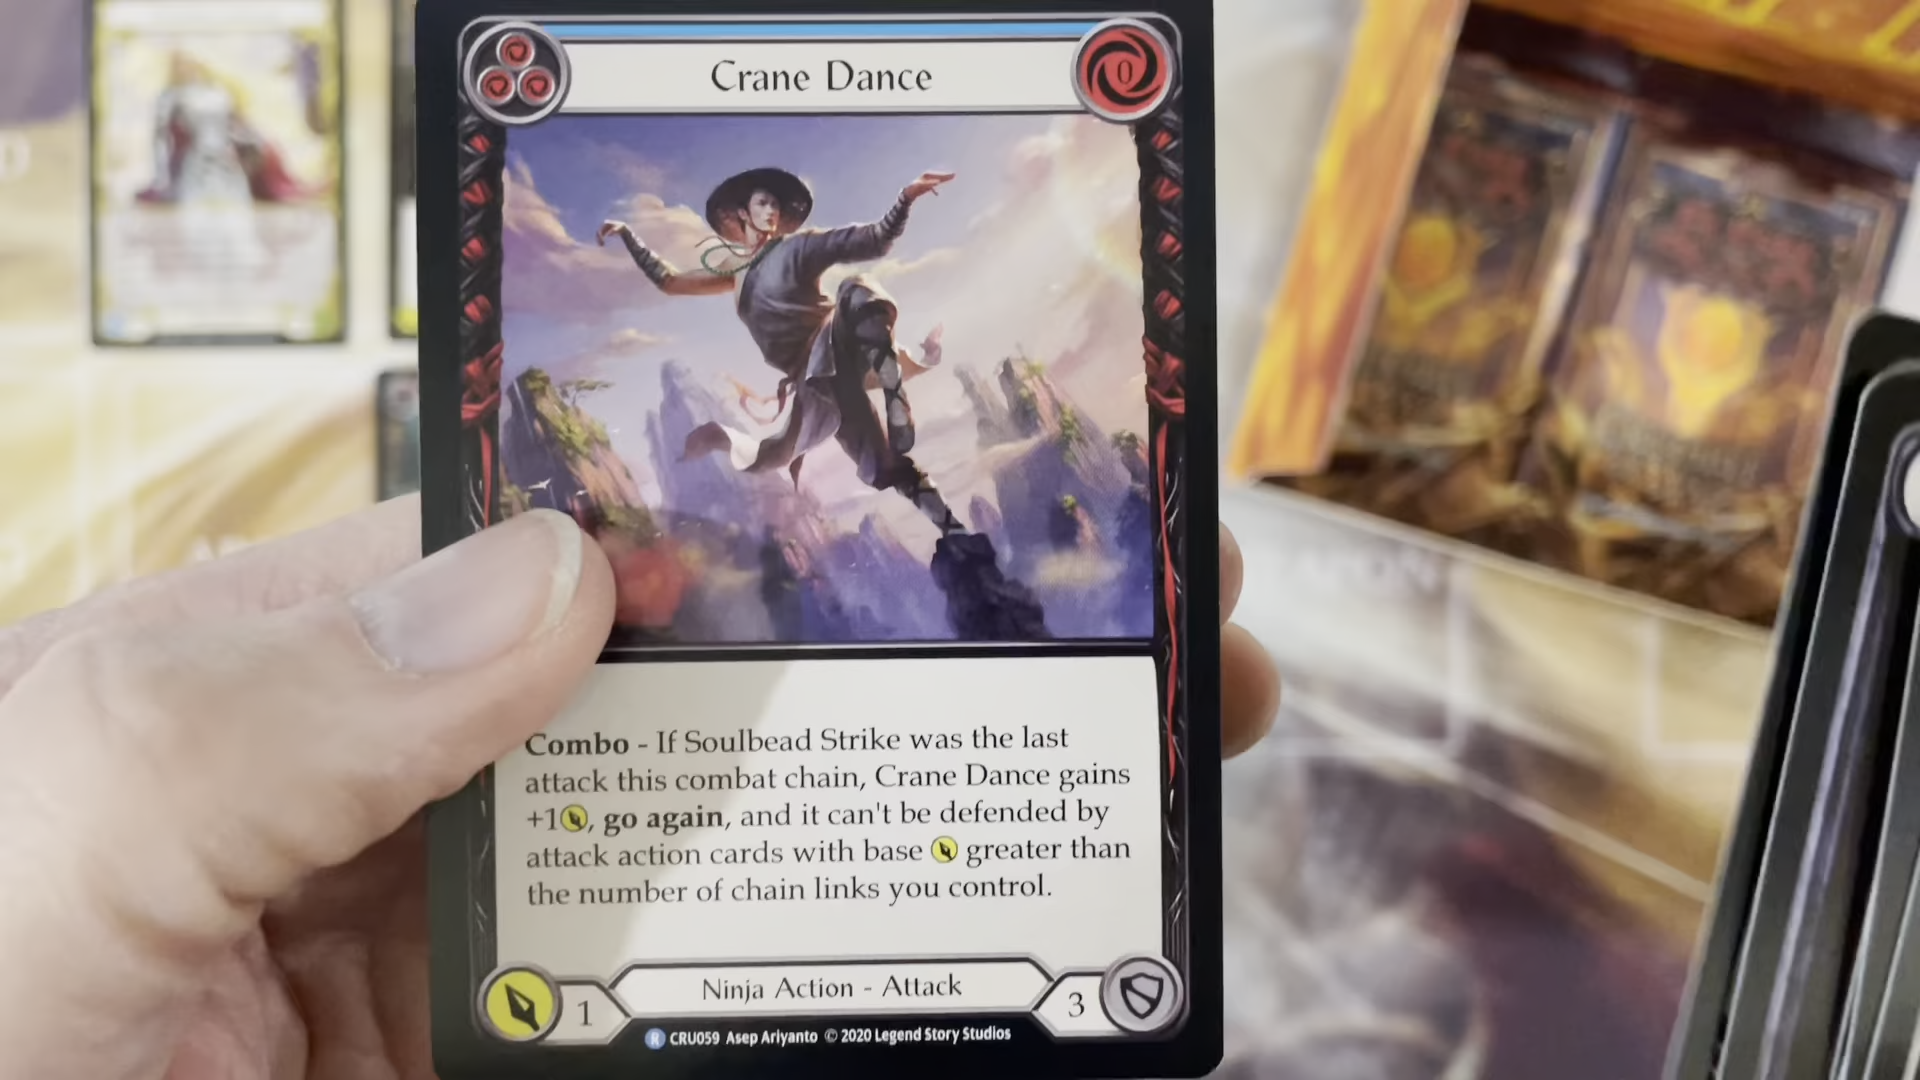 Crane Dance
0
Combo - If Soulbead Strike was the last
attack this combat chain, Crane Dance gains
+1, go again, and it can't be defended by
attack action cards with base greater than
the number of chain links you control.
1
Ninja Action - Attack
3
R CRU059 Asep Ariyanto © 2020 Legend Story Studios